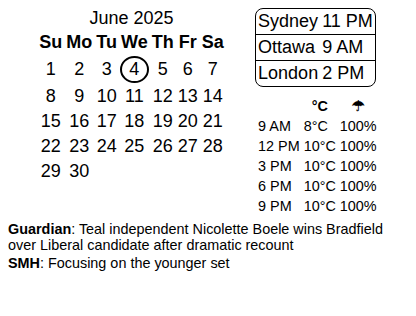 June 2025
Su Mo Tu We Th Fr Sa
1 2 3 4 5 6 7
8 9 10 11 12 13 14
15 16 17 18 19 20 21
22 23 24 25 26 27 28
29 30
Sydney 11 PM
Ottawa 9 AM
London 2 PM
°C ☂
9 AM 8°C 100%
12 PM 10°C 100%
3 PM 10°C 100%
6 PM 10°C 100%
9 PM 10°C 100%
Guardian: Teal independent Nicolette Boele wins Bradfield
over Liberal candidate after dramatic recount
SMH: Focusing on the younger set